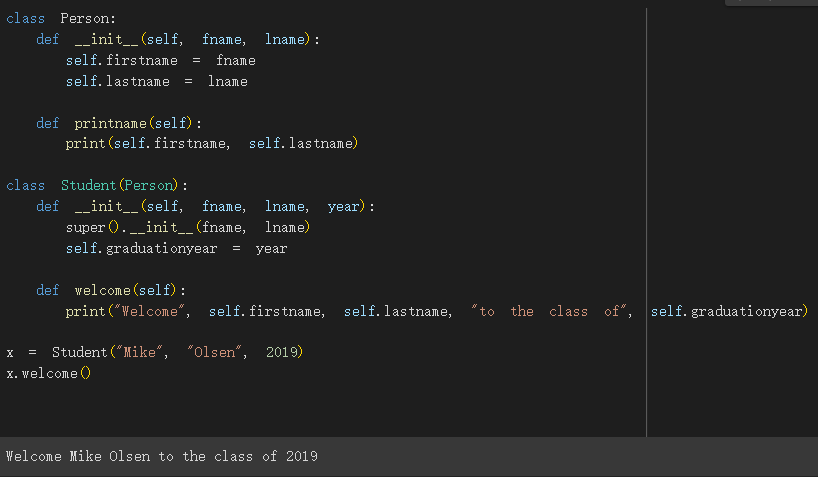 class Person:
    def __init__(self, fname, lname):
        self.firstname = fname
        self.lastname = lname

    def printname(self):
        print(self.firstname, self.lastname)

class Student(Person):
    def __init__(self, fname, lname, year):
        super().__init__(fname, lname)
        self.graduationyear = year

    def welcome(self):
        print("Welcome", self.firstname, self.lastname, "to the class of", self.graduationyear)

x = Student("Mike", "Olsen", 2019)
x.welcome()

Welcome Mike Olsen to the class of 2019